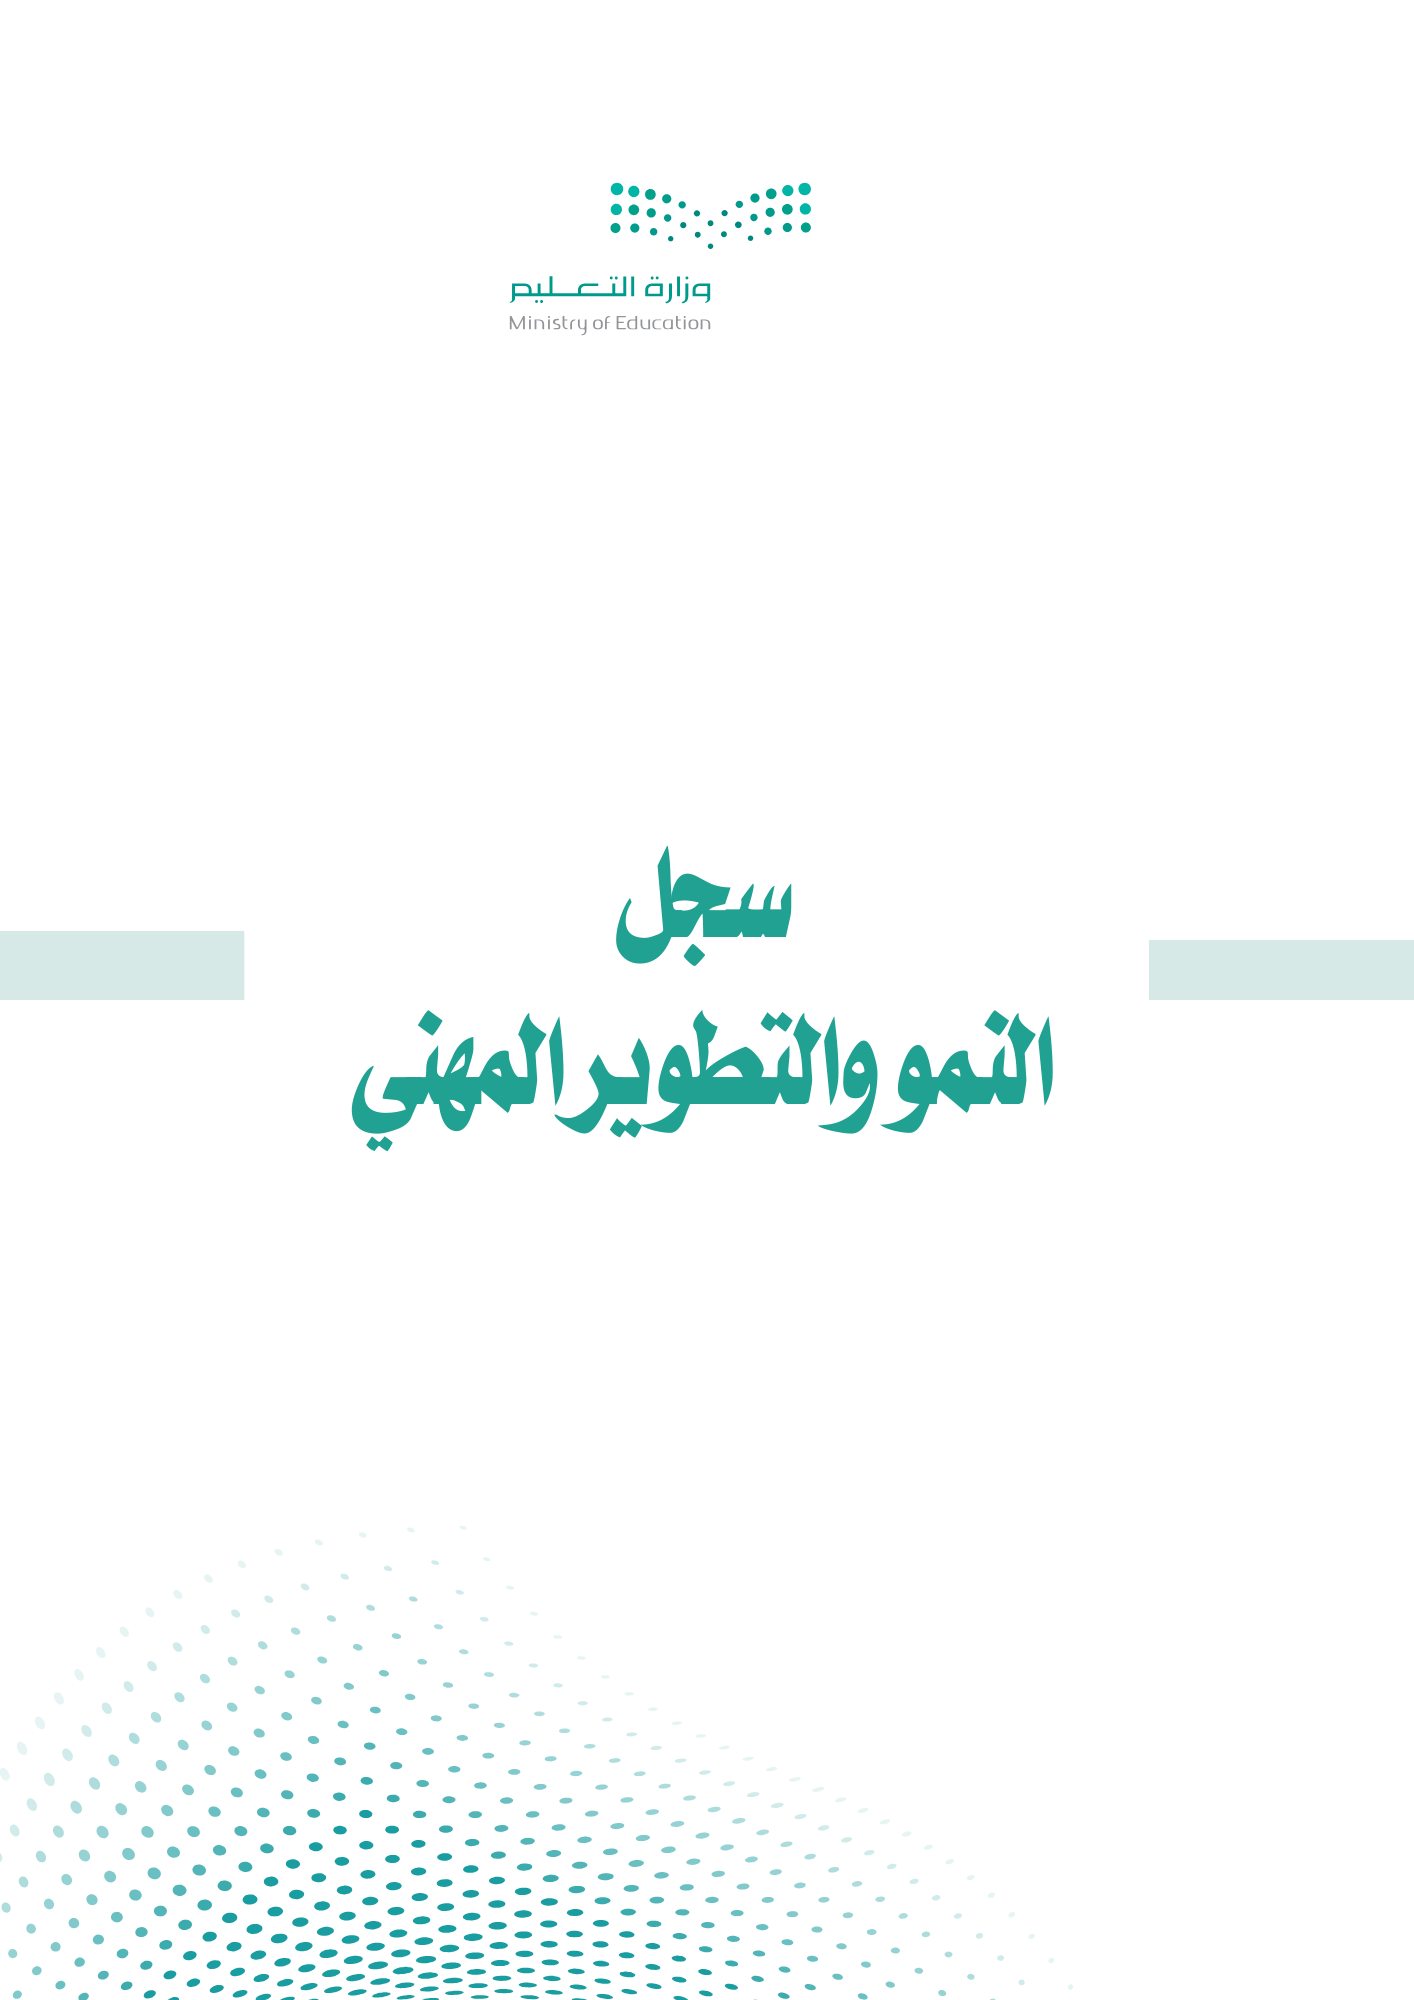 وزارة التعليم
Ministry of Education
سجل
النمو والتطوير المهني